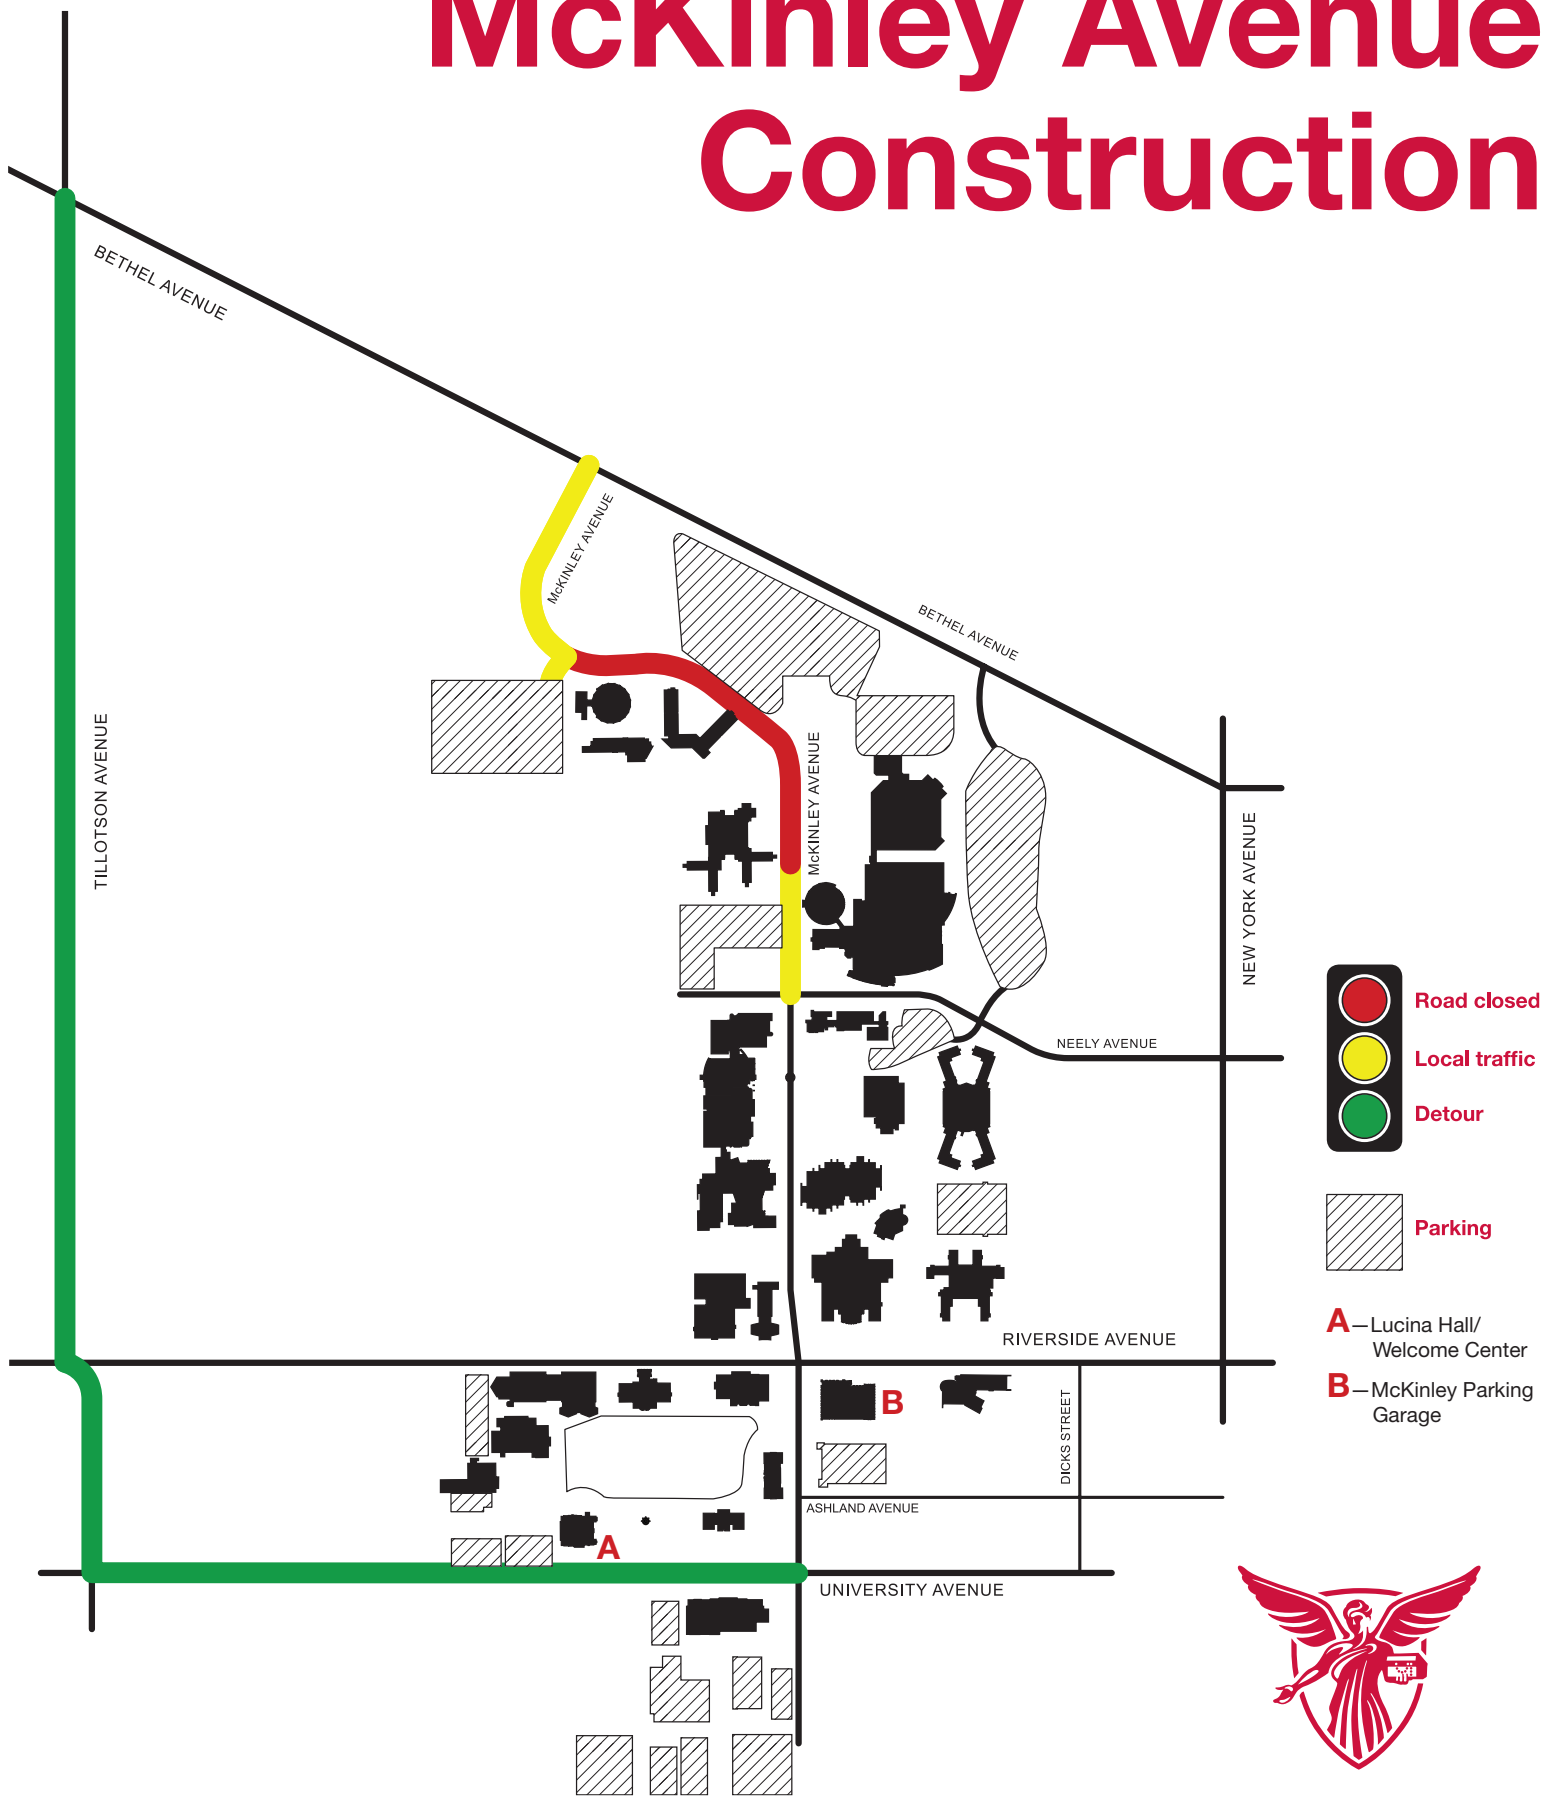 McKinley Avenue
Construction
BETHEL AVENUE
McKINLEY AVENUE
BETHEL AVENUE
TILLOTSON AVENUE
McKINLEY AVENUE
NEW YORK AVENUE
Road closed
Local traffic
Detour
NEELY AVENUE
Parking
RIVERSIDE AVENUE
A—Lucina Hall/
Welcome Center
B—McKinley Parking
Garage
B
DICKS STREET
ASHLAND AVENUE
A
UNIVERSITY AVENUE